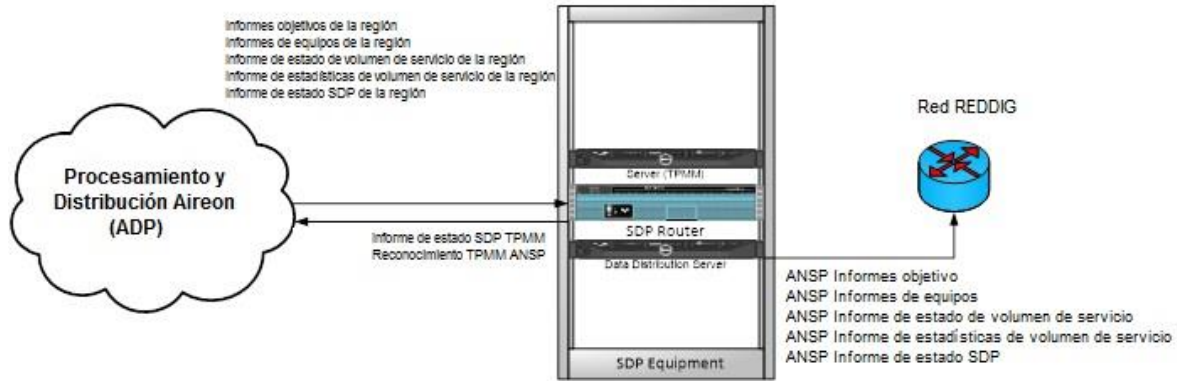 Informes objetivos de la región
Informes de equipos de la región
Informe de estado de volumen de servicio de la región
Informe de estadísticas de volumen de servicio de la región
Informe de estado SDP de la región
Procesamiento y
Distribución Aireon
(ADP)
Informe de estado SDP TPMM
Reconocimiento TPMM ANSP
Server (TPMM)
SDP Router
Data Distribution Server
SDP Equipment
Red REDDIG
ANSP Informes objetivo
ANSP Informes de equipos
ANSP Informe de estado de volumen de servicio
ANSP Informe de estadísticas de volumen de servicio
ANSP Informe de estado SDP